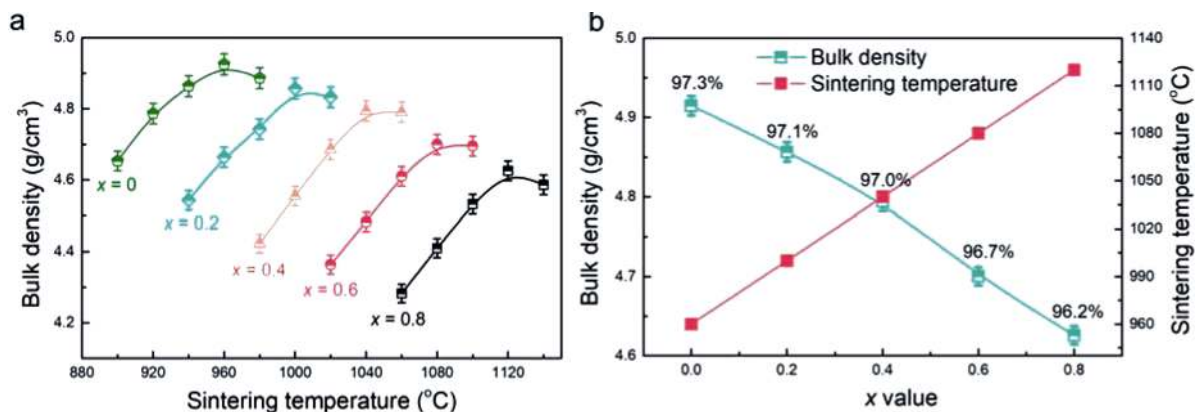 a
Bulk density (g/cm³)
5.0
4.8
4.6
4.4
4.2
x = 0
x = 0.2
x = 0.4
x = 0.6
x = 0.8
880 920 960 1000 1040 1080 1120
Sintering temperature (°C)
b
Bulk density (g/cm³)
5.0
4.9
4.8
4.7
4.6
Bulk density
Sintering temperature
97.3%
97.1%
97.0%
96.7%
96.2%
1140
1110
1080
1050
1020
990
960
Sintering temperature (°C)
0.0 0.2 0.4 0.6 0.8
x value